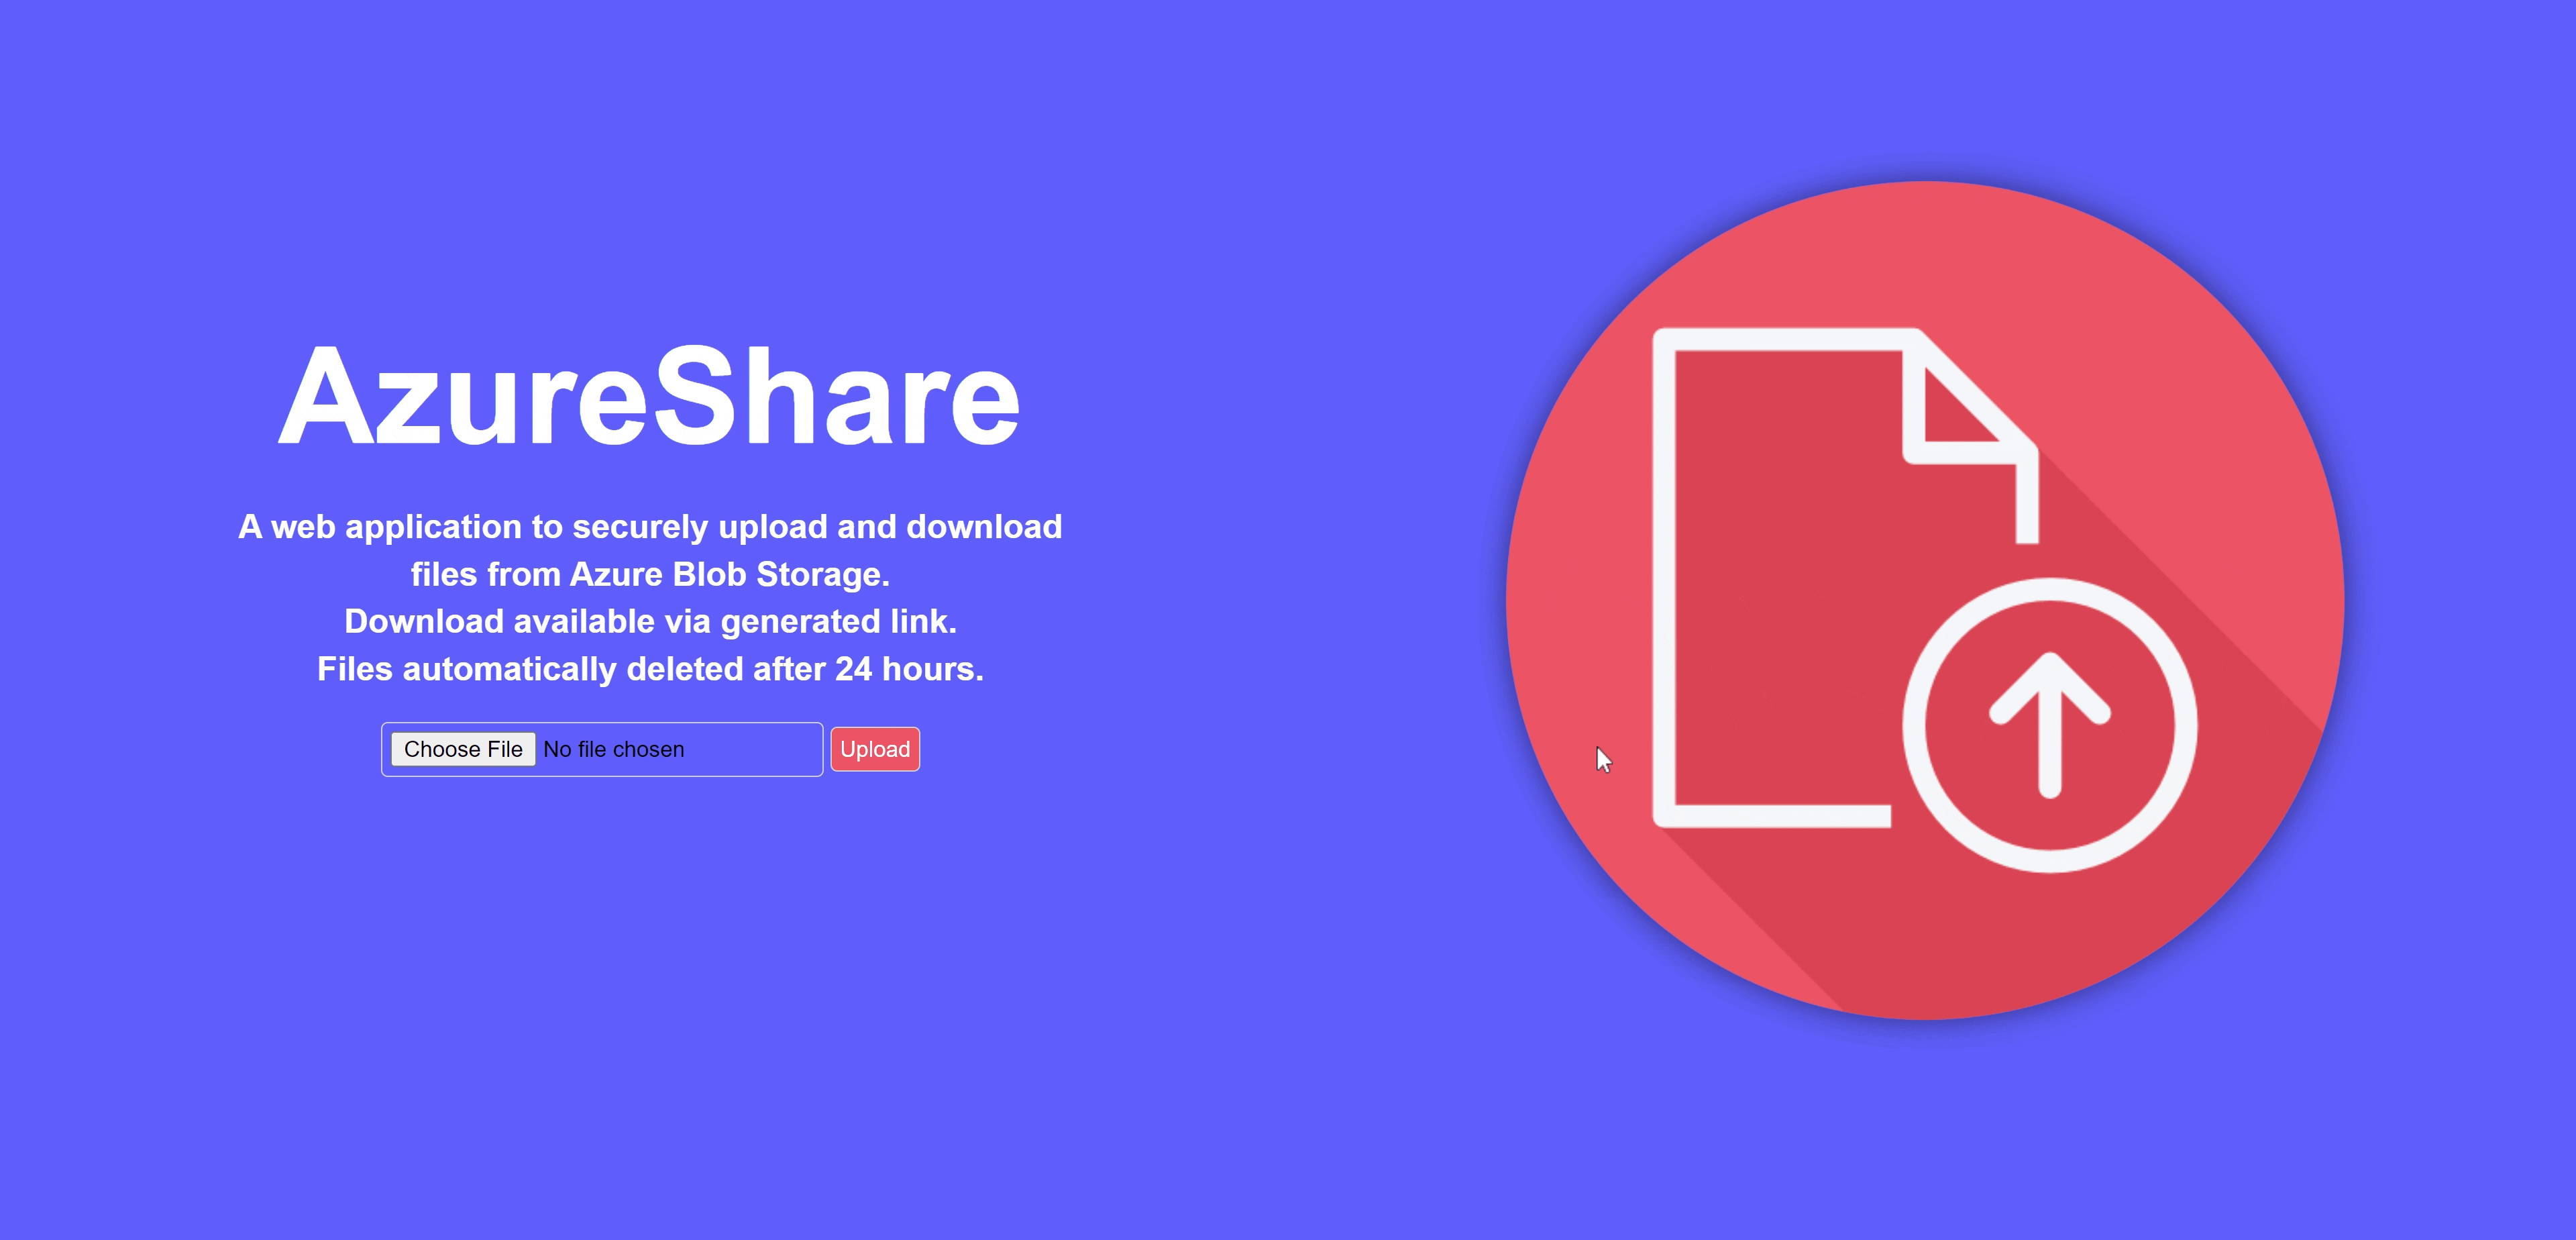 AzureShare
A web application to securely upload and download
files from Azure Blob Storage.
Download available via generated link.
Files automatically deleted after 24 hours.
Choose File No file chosen Upload